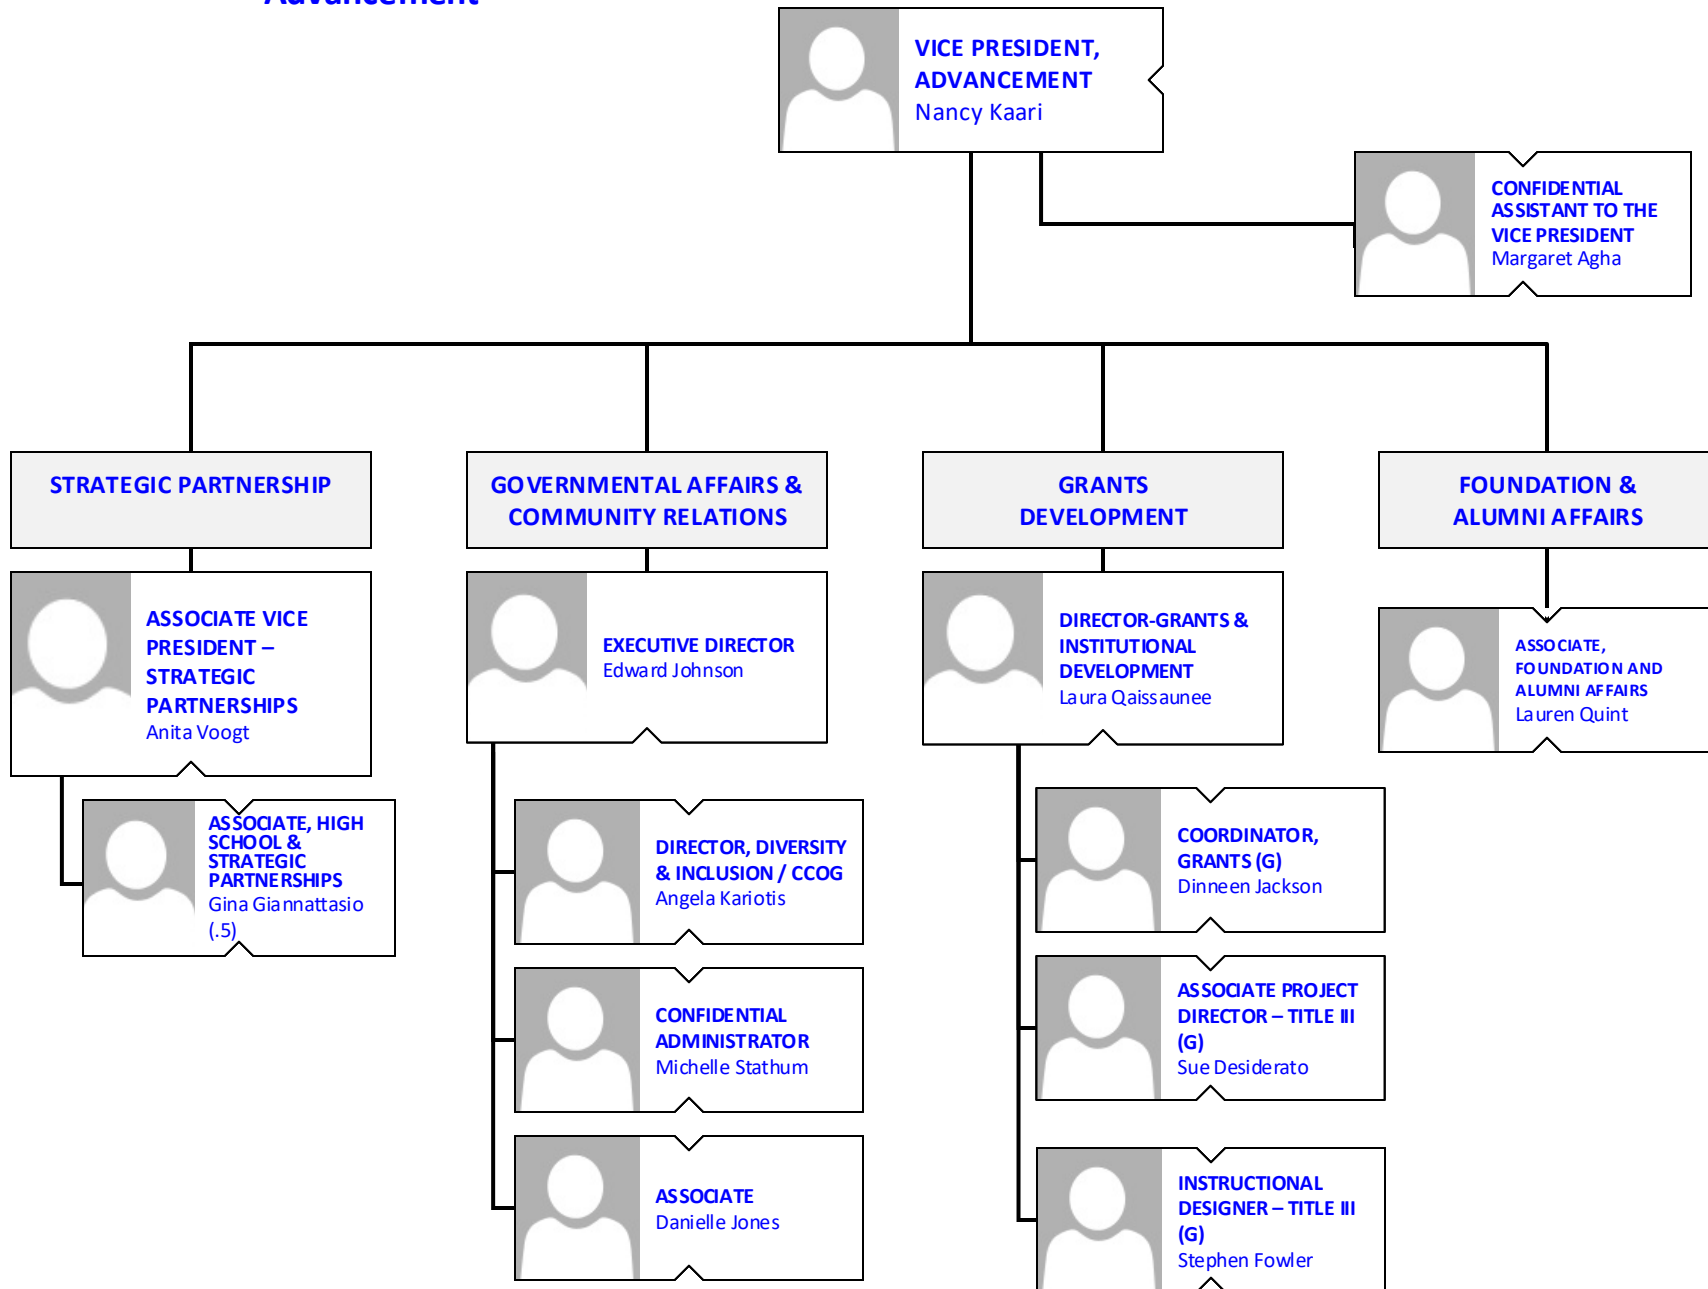 Advancement
VICE PRESIDENT,
ADVANCEMENT
Nancy Kaari
CONFIDENTIAL
ASSISTANT TO THE
VICE PRESIDENT
Margaret Agha
STRATEGIC PARTNERSHIP
GOVERNMENTAL AFFAIRS &
COMMUNITY RELATIONS
GRANTS
DEVELOPMENT
FOUNDATION &
ALUMNI AFFAIRS
ASSOCIATE VICE
PRESIDENT –
STRATEGIC
PARTNERSHIPS
Anita Voogt
EXECUTIVE DIRECTOR
Edward Johnson
DIRECTOR-GRANTS &
INSTITUTIONAL
DEVELOPMENT
Laura Qaissaunee
ASSOCIATE,
FOUNDATION AND
ALUMNI AFFAIRS
Lauren Quint
ASSOCIATE, HIGH
SCHOOL &
STRATEGIC
PARTNERSHIPS
Gina Giannattasio
(.5)
DIRECTOR, DIVERSITY
& INCLUSION / CCOG
Angela Kariotis
COORDINATOR,
GRANTS (G)
Dinneen Jackson
CONFIDENTIAL
ADMINISTRATOR
Michelle Stathum
ASSOCIATE PROJECT
DIRECTOR – TITLE III
(G)
Sue Desiderato
ASSOCIATE
Danielle Jones
INSTRUCTIONAL
DESIGNER – TITLE III
(G)
Stephen Fowler